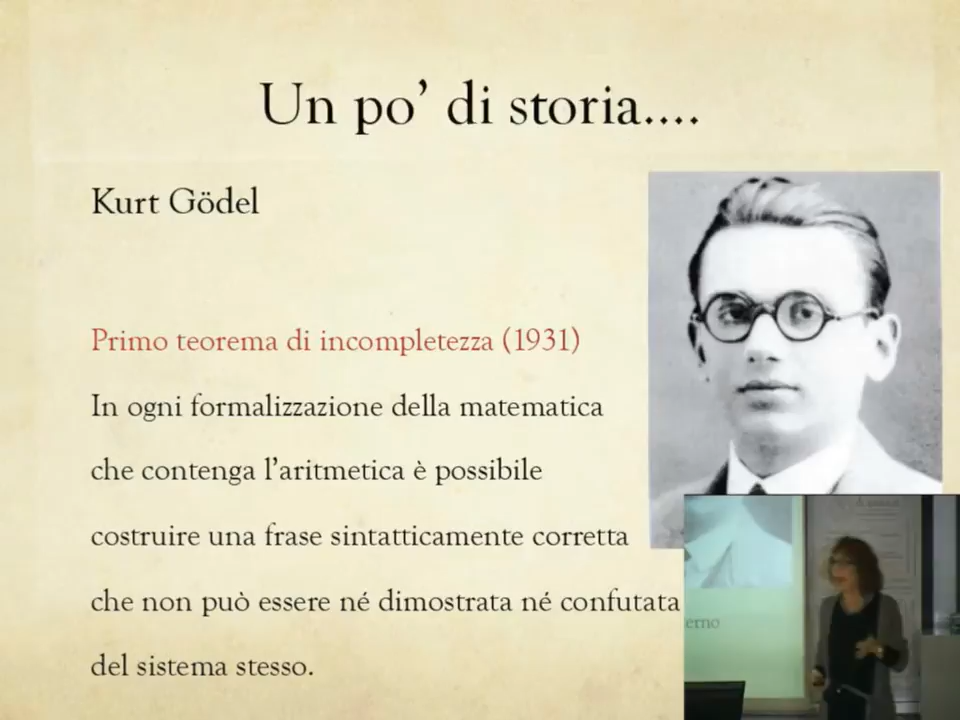 Un po’ di storia....
Kurt Gödel
Primo teorema di incompletezza (1931)
In ogni formalizzazione della matematica
che contenga l’aritmetica è possibile
costruire una frase sintatticamente corretta
che non può essere né dimostrata né confutata
del sistema stesso.
erno